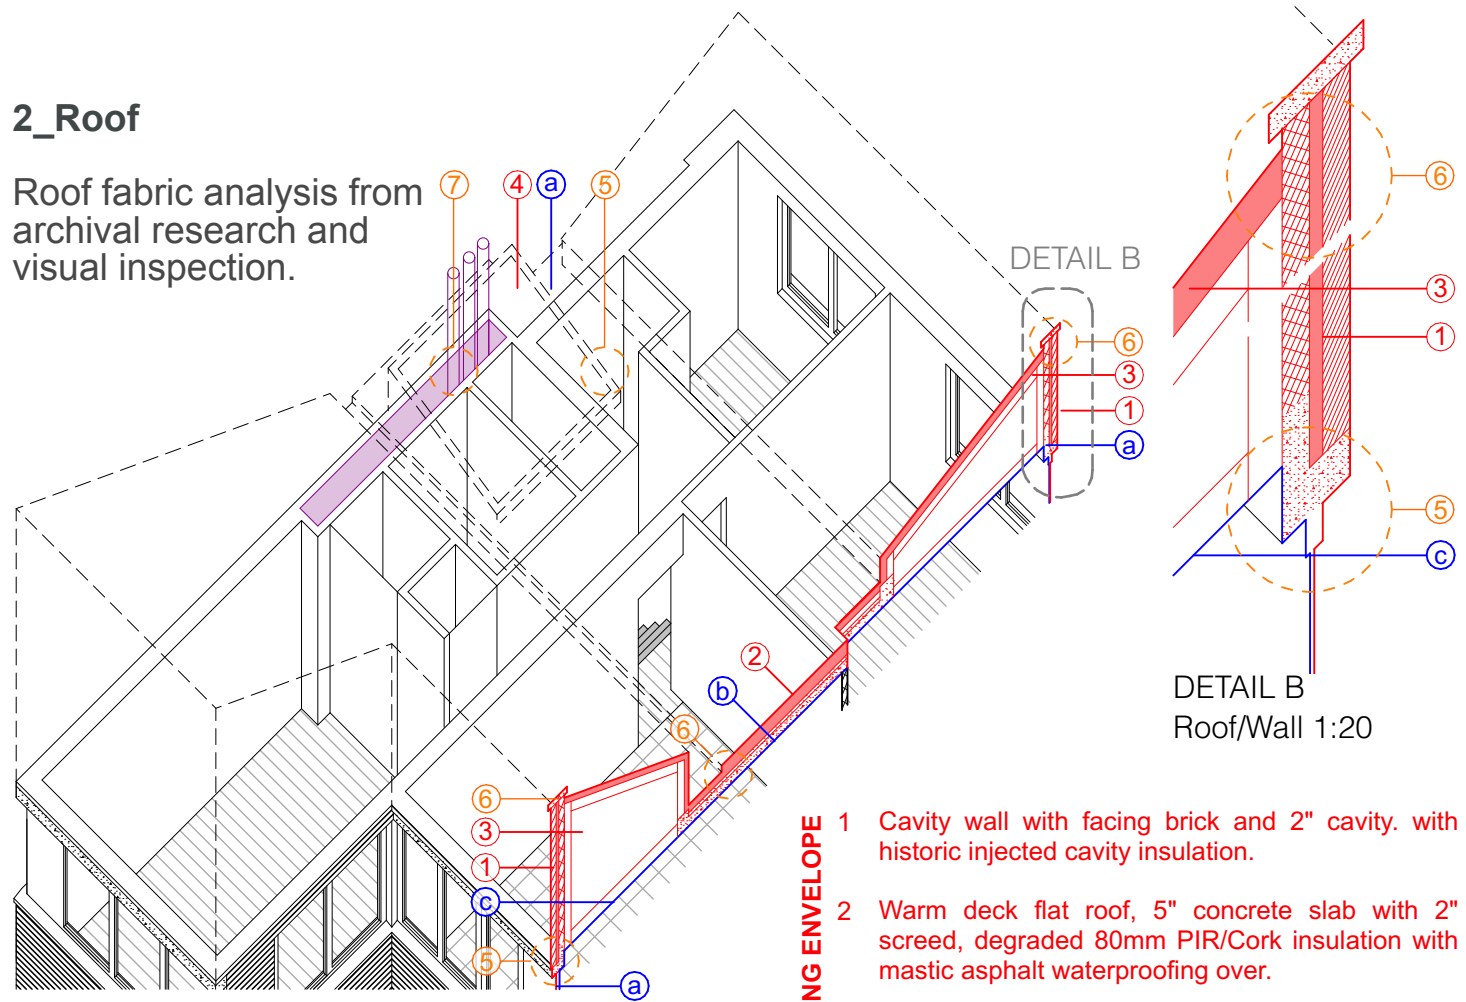 2_Roof
Roof fabric analysis from
archival research and
visual inspection.
7
4
a
5
DETAIL B
6
3
1
a
6
3
1
5
c
2
b
6
6
3
1
c
5
a
DETAIL B
Roof/Wall 1:20
NG ENVELOPE
1 Cavity wall with facing brick and 2" cavity. with
historic injected cavity insulation.
2 Warm deck flat roof, 5" concrete slab with 2"
screed, degraded 80mm PIR/Cork insulation with
mastic asphalt waterproofing over.